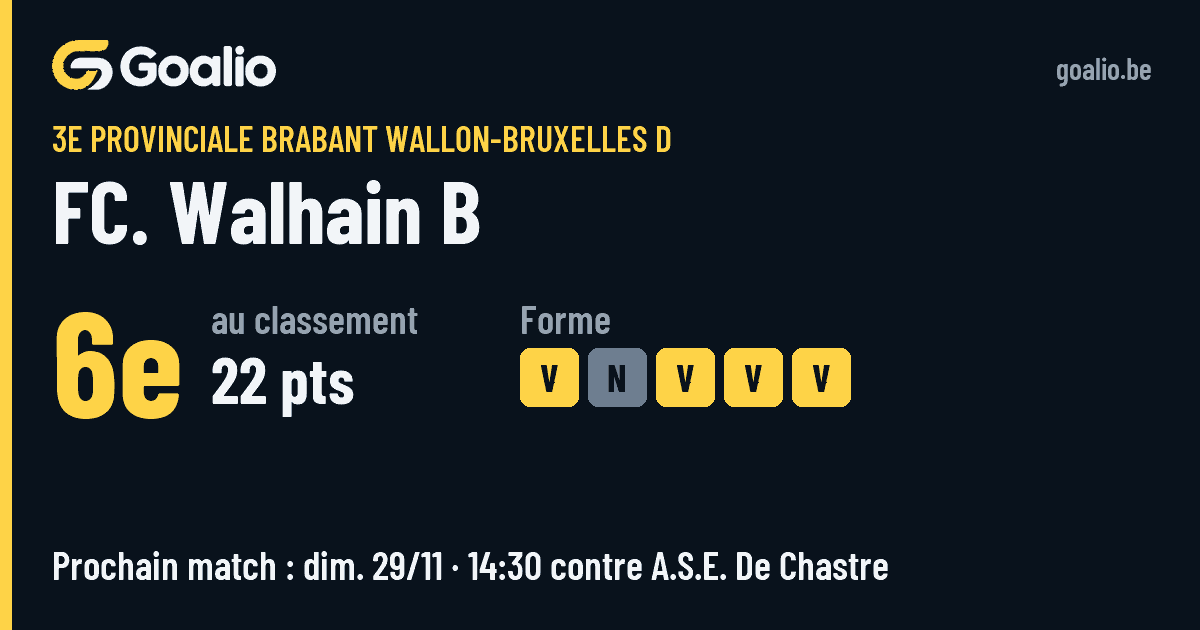 Goalio
goalio.be
3E PROVINCIALE BRABANT WALLON-BRUXELLES D
FC. Walhain B
6e
au classement
22 pts
Forme
V N V V V
Prochain match : dim. 29/11 · 14:30 contre A.S.E. De Chastre